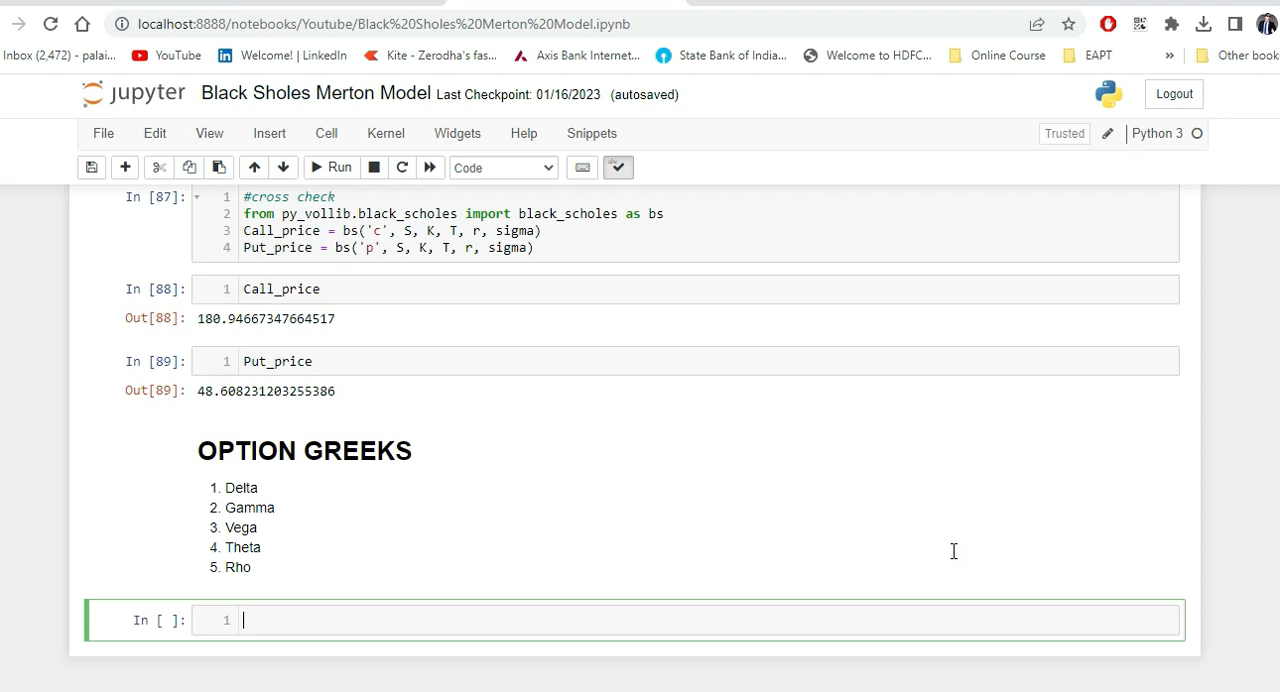 localhost:8888/notebooks/Youtube/Black%20Sholes%20Merton%20Model.ipynb
Inbox (2,472) - palai... YouTube Welcome! | LinkedIn Kite - Zerodha's fas... Axis Bank Internet... State Bank of Indi... Welcome to HDFC... Online Course EAPT » Other book
jupyter Black Sholes Merton Model Last Checkpoint: 01/16/2023 (autosaved) Logout
File Edit View Insert Cell Kernel Widgets Help Snippets Trusted Python 3
Run Code
In [87]: 1 #cross check
2 from py_vollib.black_scholes import black_scholes as bs
3 Call_price = bs('c', S, K, T, r, sigma)
4 Put_price = bs('p', S, K, T, r, sigma)
In [88]: 1 Call_price
Out[88]: 180.94667347664517
In [89]: 1 Put_price
Out[89]: 48.608231203255386
OPTION GREEKS
1. Delta
2. Gamma
3. Vega
4. Theta
5. Rho
In [ ]: 1